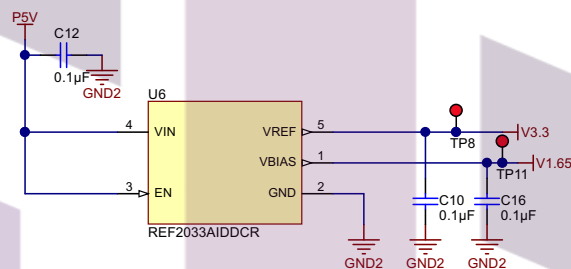 P5V
C12
0.1µF
GND2
U6
4 VIN
VREF 5
TP8
V3.3
VBIAS 1
TP11
V1.65
3 EN
GND 2
C10
0.1µF
C16
0.1µF
REF2033AIDDCR
GND2
GND2
GND2